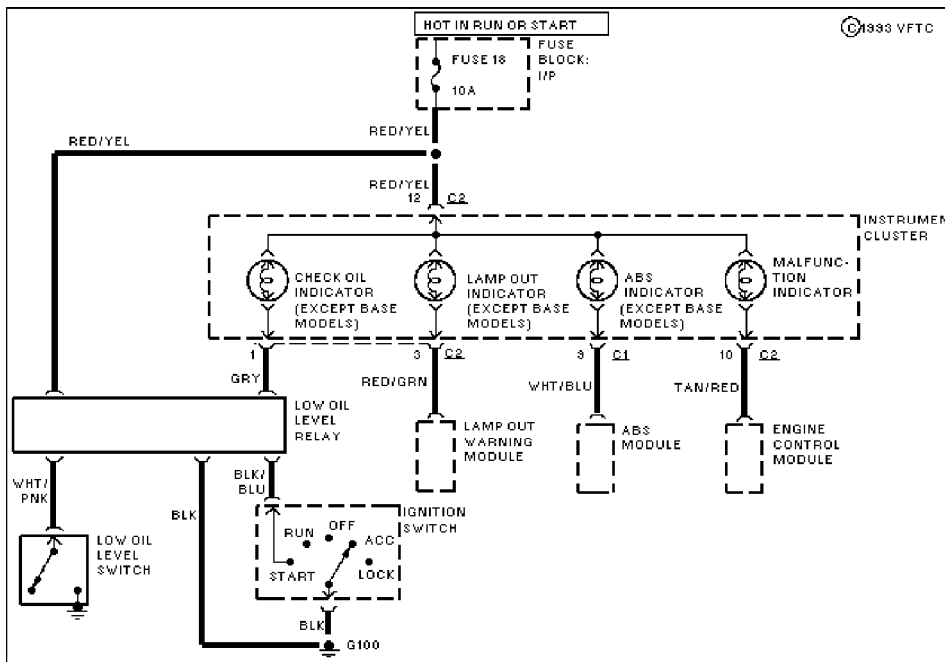 HOT IN RUN OR START
©1993 VFTC
FUSE 18
10A
FUSE
BLOCK:
I/P
RED/YEL
RED/YEL
RED/YEL
12
C2
INSTRUMENT
CLUSTER
CHECK OIL
INDICATOR
(EXCEPT BASE
MODELS)
LAMP OUT
INDICATOR
(EXCEPT BASE
MODELS)
ABS
INDICATOR
(EXCEPT BASE
MODELS)
MALFUNC-
TION
INDICATOR
1
3
C2
9
C1
10
C2
GRY
RED/GRN
WHT/BLU
TAN/RED
LOW OIL
LEVEL
RELAY
LAMP OUT
WARNING
MODULE
ABS
MODULE
ENGINE
CONTROL
MODULE
WHT/
PNK
BLK
BLK/
BLU
IGNITION
SWITCH
LOW OIL
LEVEL
SWITCH
RUN
OFF
ACC
START
LOCK
BLK
G100